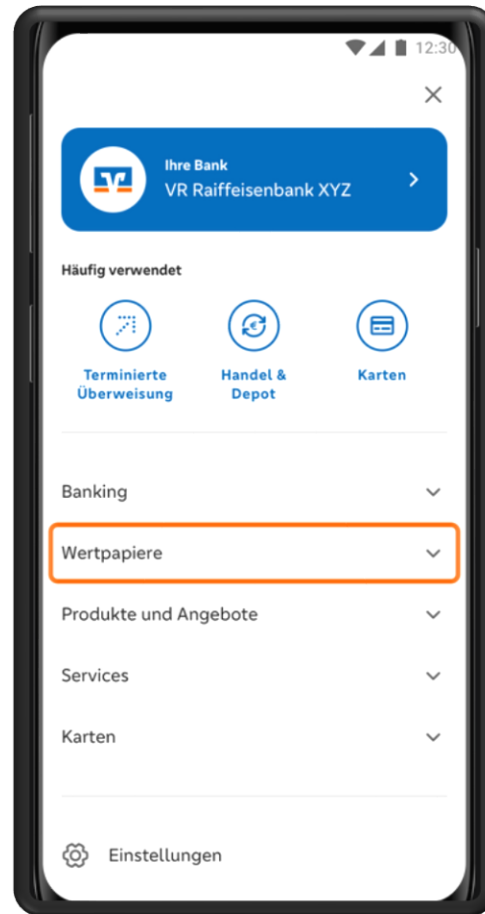 12:30
Ihre Bank
VR Raiffeisenbank XYZ
Häufig verwendet
Terminierte
Überweisung
Handel &
Depot
Karten
Banking
Wertpapiere
Produkte und Angebote
Services
Karten
Einstellungen